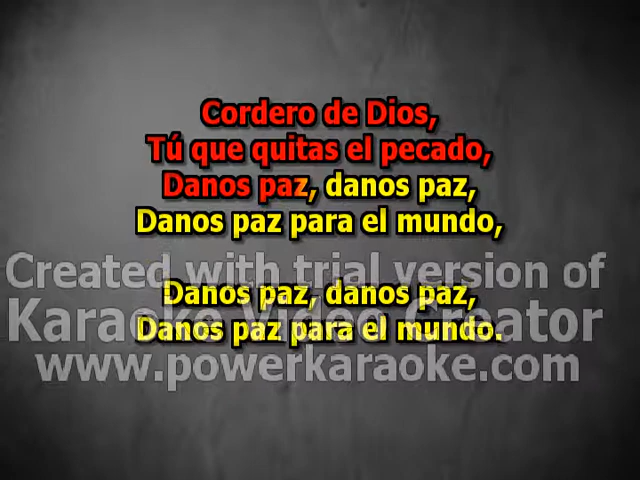 Cordero de Dios,
Tú que quitas el pecado,
Danos paz, danos paz,
Danos paz para el mundo,
Created with trial version of
Danos paz, danos paz,
Karaoke Video Creator
Danos paz para el mundo.
www.powerkaraoke.com